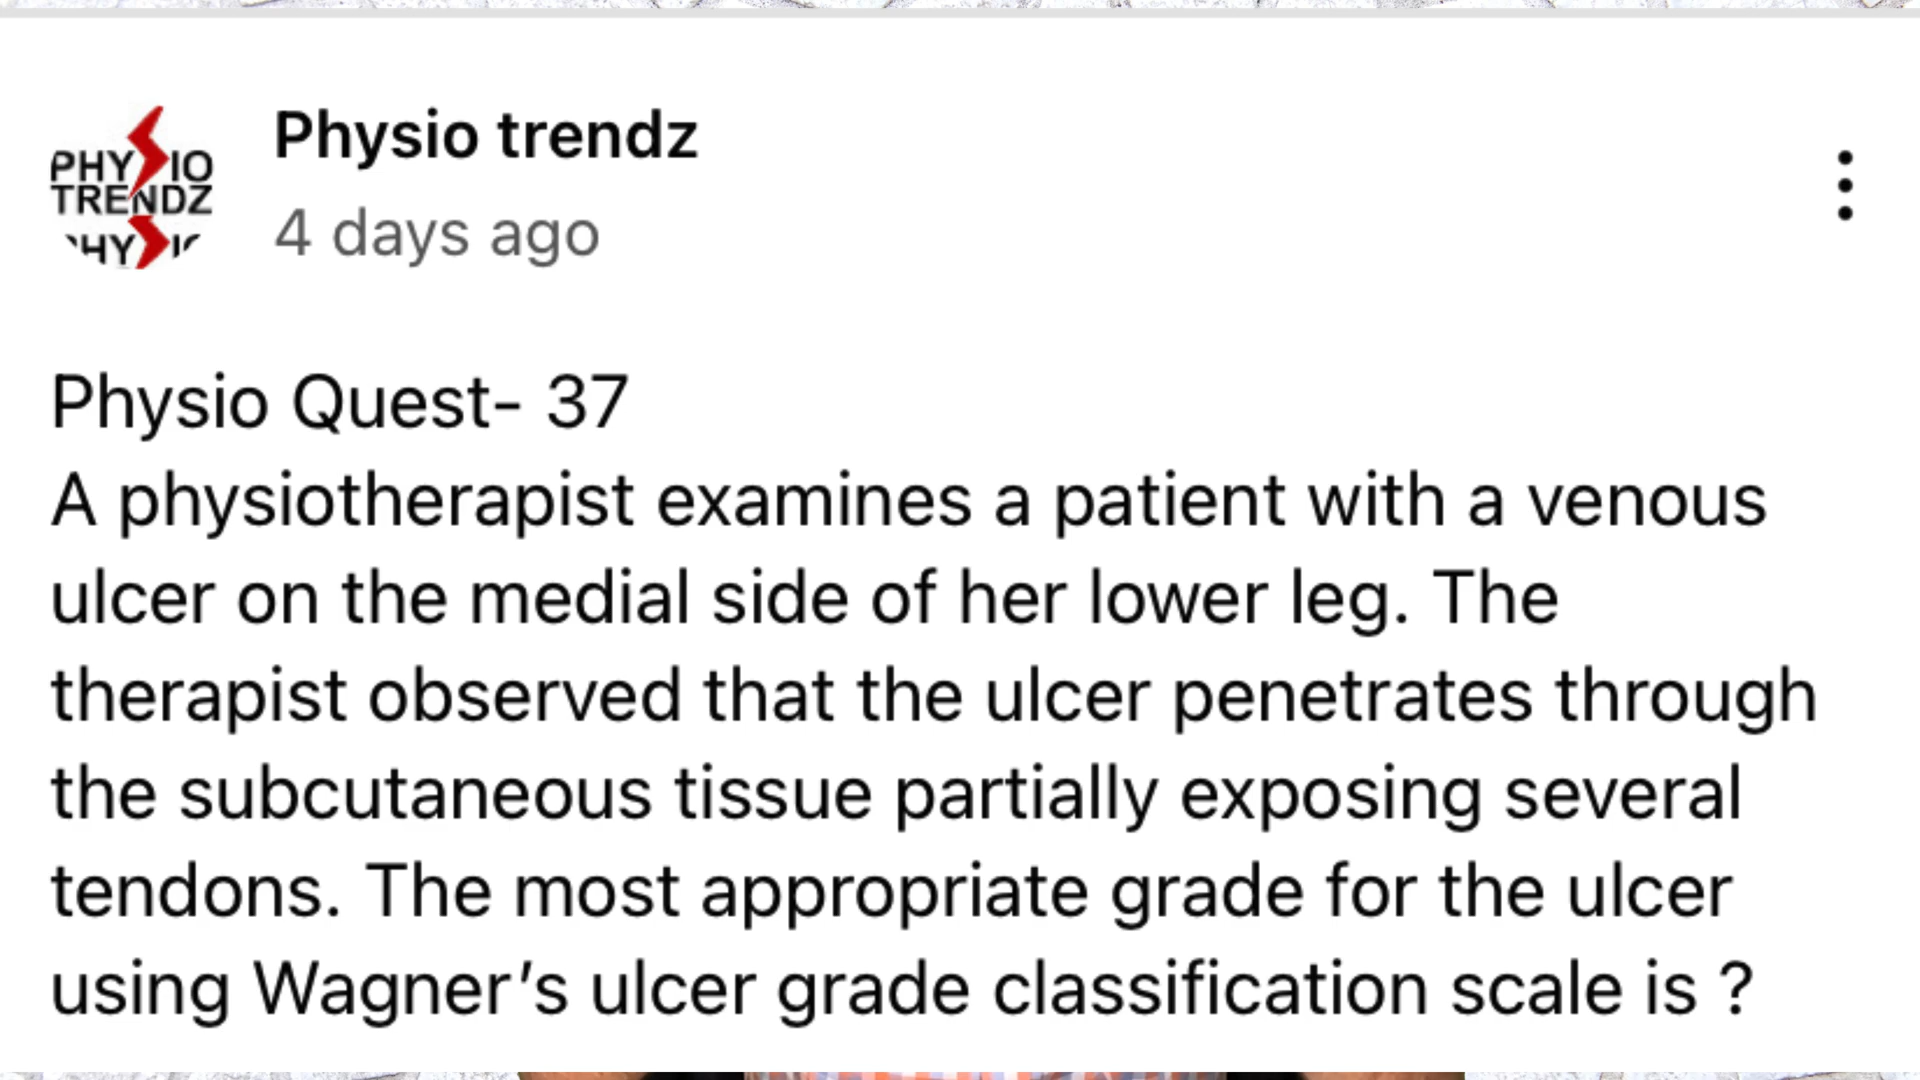 PHYSIO
TRENDZ
Physio trendz
4 days ago
Physio Quest- 37
A physiotherapist examines a patient with a venous
ulcer on the medial side of her lower leg. The
therapist observed that the ulcer penetrates through
the subcutaneous tissue partially exposing several
tendons. The most appropriate grade for the ulcer
using Wagner’s ulcer grade classification scale is ?